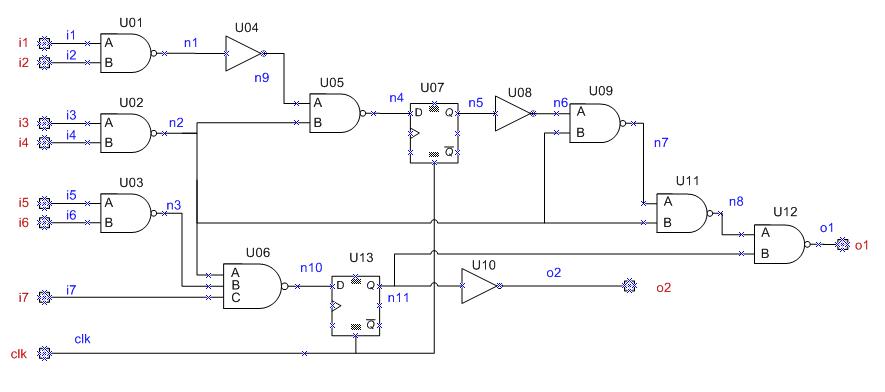 U01
U04
i1 i1 A n1
i2 i2 B
n9
U05
U07
U08
U09
A n4 D Q n5 n6 A
B Q B
U02
i3 i3 A n2
i4 i4 B
n7
U03
i5 i5 A n3
i6 i6 B
U11
A n8
B
U12
A o1 o1
B
U06
A n10
B
C
i7 i7
U13
D Q n11
Q
U10
o2 o2
clk clk